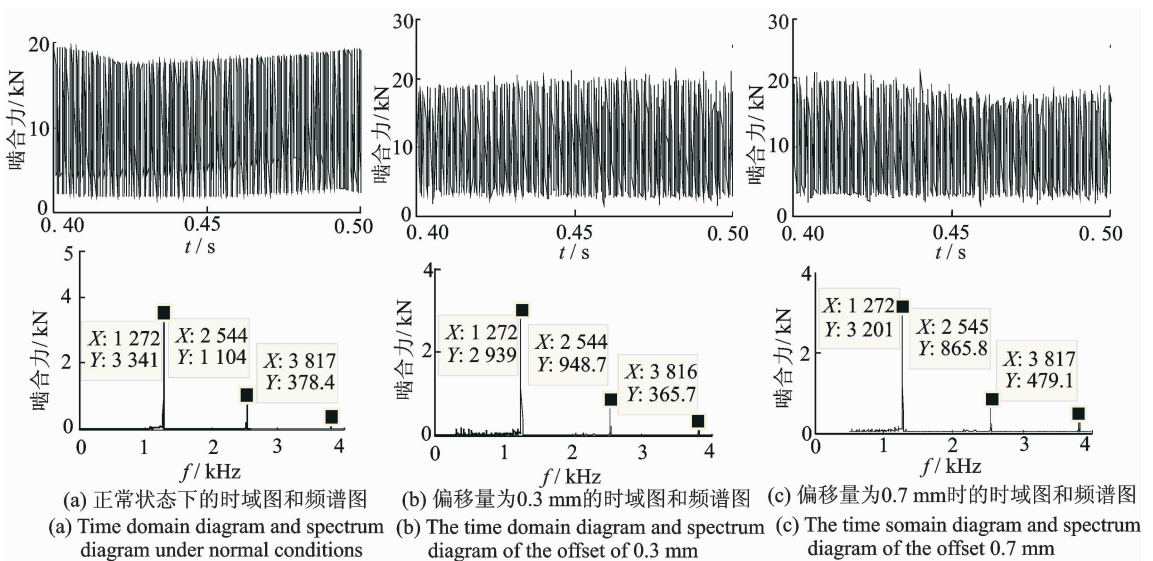 20
10
0
啮合力/kN
0.40
0.45
0.50
t/s
5
4
2
0
啮合力/kN
X: 1 272
Y: 3 341
X: 2 544
Y: 1 104
X: 3 817
Y: 378.4
0
1
2
3
4
f/kHz
(a) 正常状态下的时域图和频谱图
(a) Time domain diagram and spectrum
diagram under normal conditions
30
20
10
0
啮合力/kN
0.40
0.45
0.50
t/s
4
2
0
啮合力/kN
X: 1 272
Y: 2 939
X: 2 544
Y: 948.7
X: 3 816
Y: 365.7
0
1
2
3
4
f/kHz
(b) 偏移量为0.3 mm的时域图和频谱图
(b) The time domain diagram and spectrum
diagram of the offset of 0.3 mm
30
20
10
0
啮合力/kN
0.40
0.45
0.50
t/s
4
2
0
啮合力/kN
X: 1 272
Y: 3 201
X: 2 545
Y: 865.8
X: 3 817
Y: 479.1
0
1
2
3
4
f/kHz
(c) 偏移量为0.7 mm时的时域图和频谱图
(c) The time somain diagram and spectrum
diagram of the offset 0.7 mm